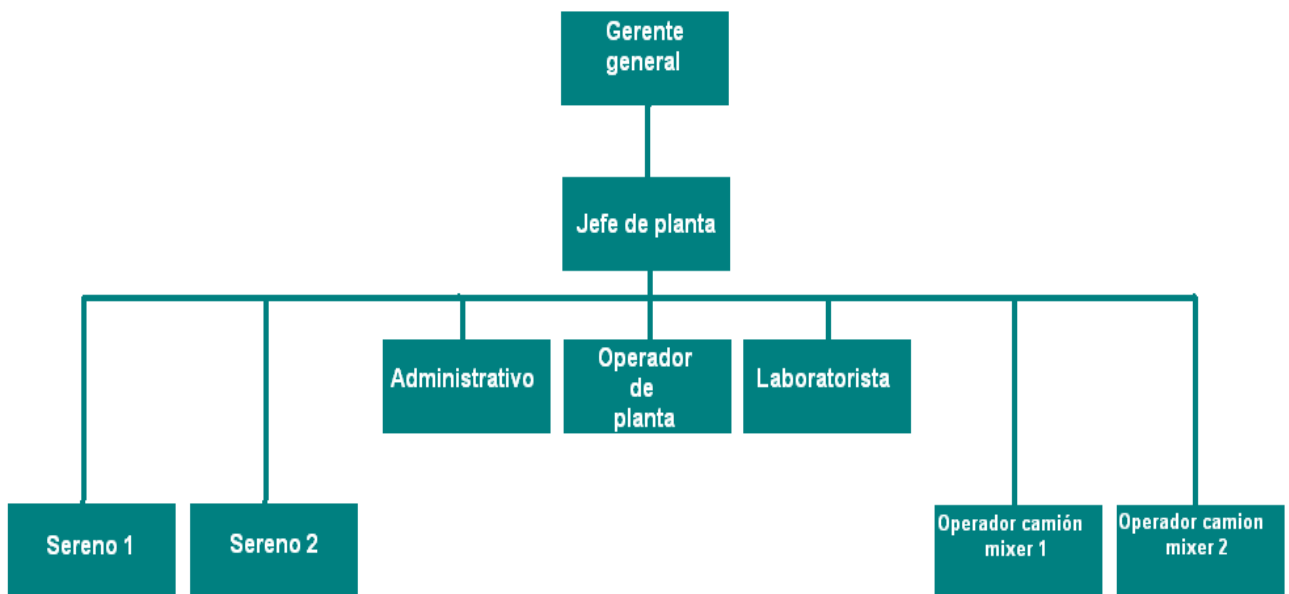 Gerente
general
Jefe de planta
Administrativo
Operador
de
planta
Laboratorista
Sereno 1
Sereno 2
Operador camión
mixer 1
Operador camion
mixer 2